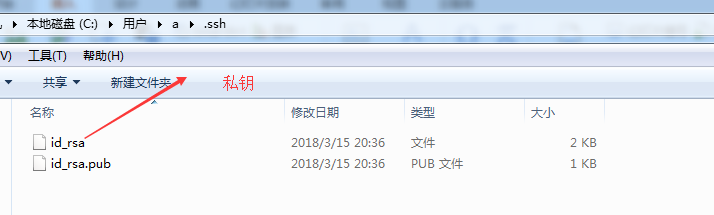 本地磁盘 (C:) 用户 a .ssh
V) 工具(T) 帮助(H)
共享 新建文件夹 私钥
名称 修改日期 类型 大小
id_rsa 2018/3/15 20:36 文件 2 KB
id_rsa.pub 2018/3/15 20:36 PUB 文件 1 KB